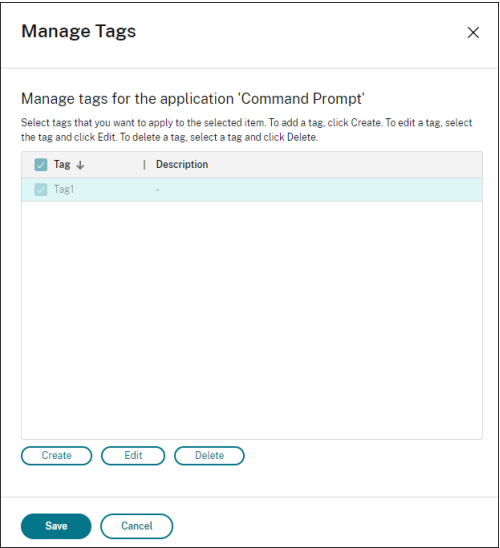 Manage Tags
Manage tags for the application 'Command Prompt'
Select tags that you want to apply to the selected item. To add a tag, click Create. To edit a tag, select
the tag and click Edit. To delete a tag, select a tag and click Delete.
Tag ↓ | Description
Tag1 -
Create Edit Delete
Save Cancel